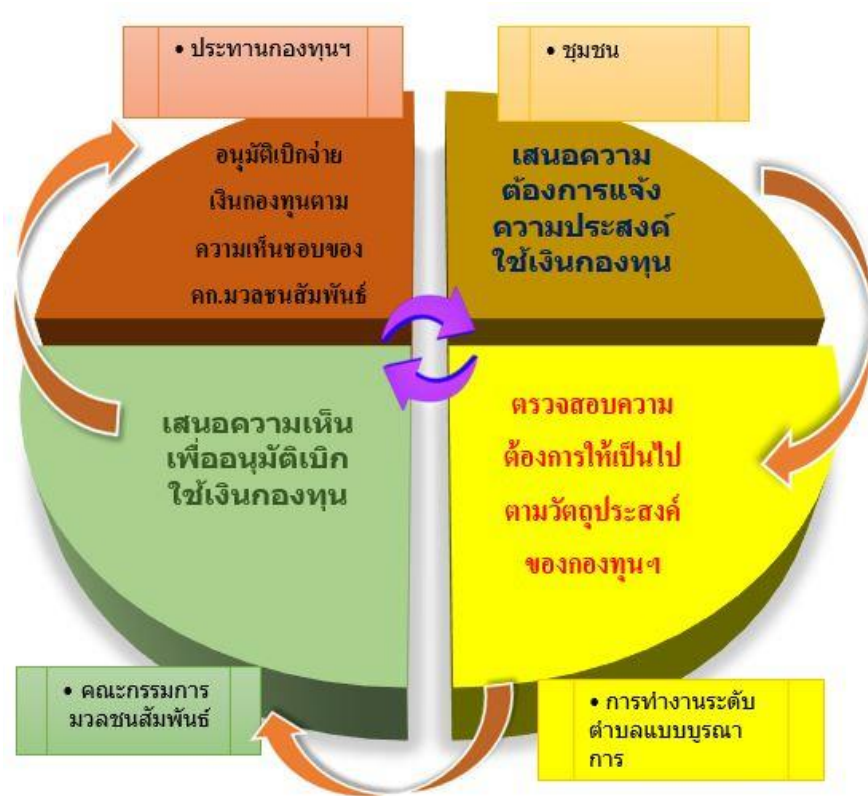 • ประทานกองทุนฯ
• ชุมชน
อนุมัติเบิกจ่าย
เงินกองทุนตาม
ความเห็นชอบของ
คก.มวลชนสัมพันธ์
เสนอความ
ต้องการแจ้ง
ความประสงค์
ใช้เงินกองทุน
เสนอความเห็น
เพื่ออนุมัติเบิก
ใช้เงินกองทุน
ตรวจสอบความ
ต้องการให้เป็นไป
ตามวัตถุประสงค์
ของกองทุนฯ
• คณะกรรมการ
มวลชนสัมพันธ์
• การทำงานระดับ
ตำบลแบบบูรณา
การ